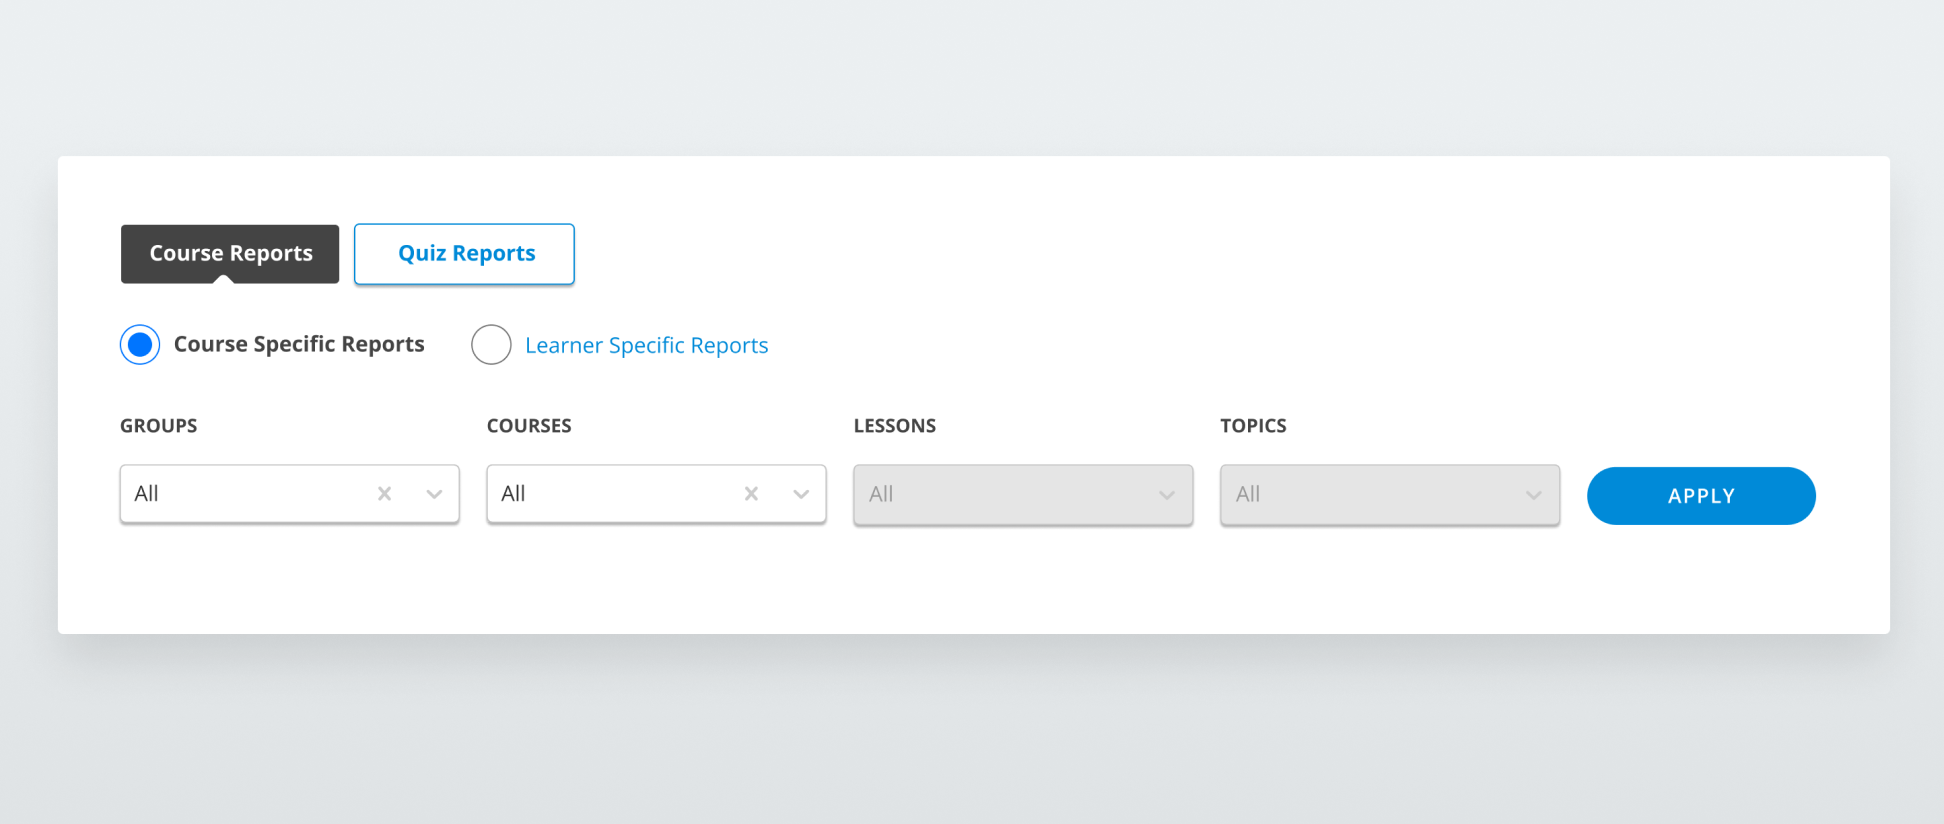 Course Reports
Quiz Reports
Course Specific Reports
Learner Specific Reports
GROUPS
COURSES
LESSONS
TOPICS
All
All
All
All
APPLY